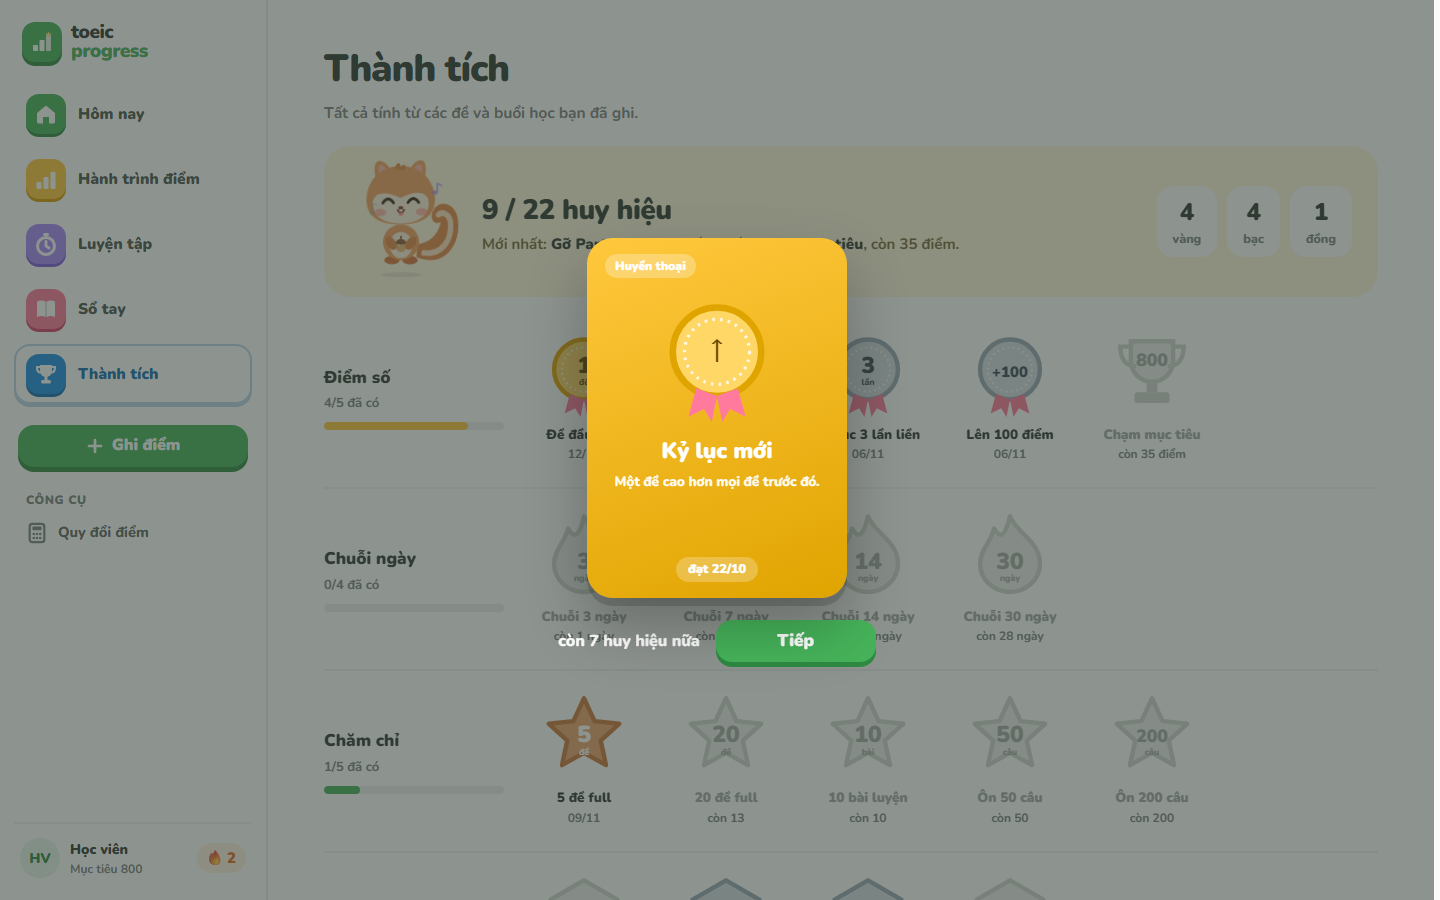 toeic
progress
Hôm nay
Hành trình điểm
Luyện tập
Sổ tay
Thành tích
Ghi điểm
CÔNG CỤ
Quy đổi điểm
HV
Học viên
Mục tiêu 800
2
Thành tích
Tất cả tính từ các đề và buổi học bạn đã ghi.
9 / 22 huy hiệu
Mới nhất: Gỡ
tiêu, còn 35 điểm.
4
vàng
4
bạc
1
đồng
Huyền thoại
↑
Kỷ lục mới
Một đề cao hơn mọi đề trước đó.
đạt 22/10
còn 7 huy hiệu nữa
Tiếp
Điểm số
4/5 đã có
3
lần
3 lần liền
06/11
+100
Lên 100 điểm
06/11
800
Chạm mục tiêu
còn 35 điểm
Chuỗi ngày
0/4 đã có
Chuỗi 3 ngày
Chuỗi 7 ngày
còn
14
ngày
Chuỗi 14 ngày
ngày
30
ngày
Chuỗi 30 ngày
còn 28 ngày
Chăm chỉ
1/5 đã có
5
đề
5 đề full
09/11
20
đề
20 đề full
còn 13
10
bài
10 bài luyện
còn 10
50
câu
Ôn 50 câu
còn 50
200
câu
Ôn 200 câu
còn 200